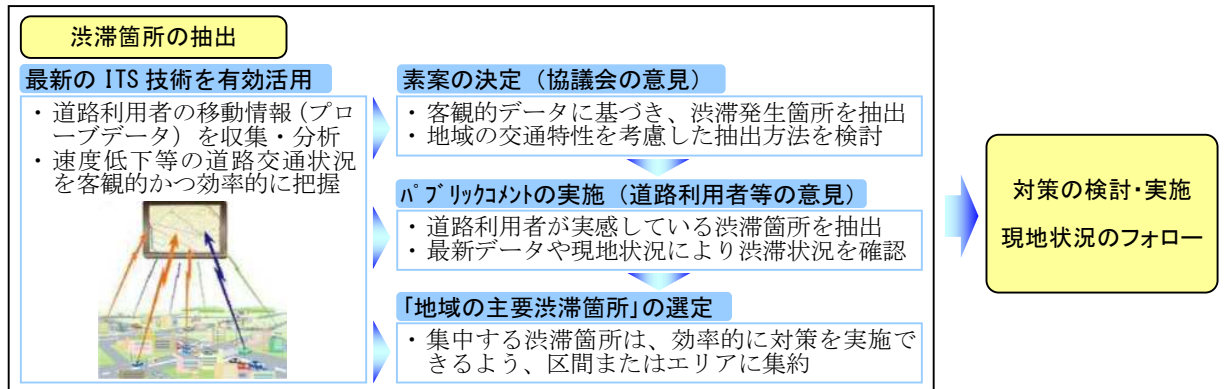 渋滞箇所の抽出
最新の ITS 技術を有効活用
・道路利用者の移動情報(プロ
ーブデータ)を収集・分析
・速度低下等の道路交通状況
を客観的かつ効率的に把握
素案の決定(協議会の意見)
・客観的データに基づき、渋滞発生箇所を抽出
・地域の交通特性を考慮した抽出方法を検討
パブリックコメントの実施(道路利用者等の意見)
・道路利用者が実感している渋滞箇所を抽出
・最新データや現地状況により渋滞状況を確認
「地域の主要渋滞箇所」の選定
・集中する渋滞箇所は、効率的に対策を実施で
きるよう、区間またはエリアに集約
対策の検討・実施
現地状況のフォロー